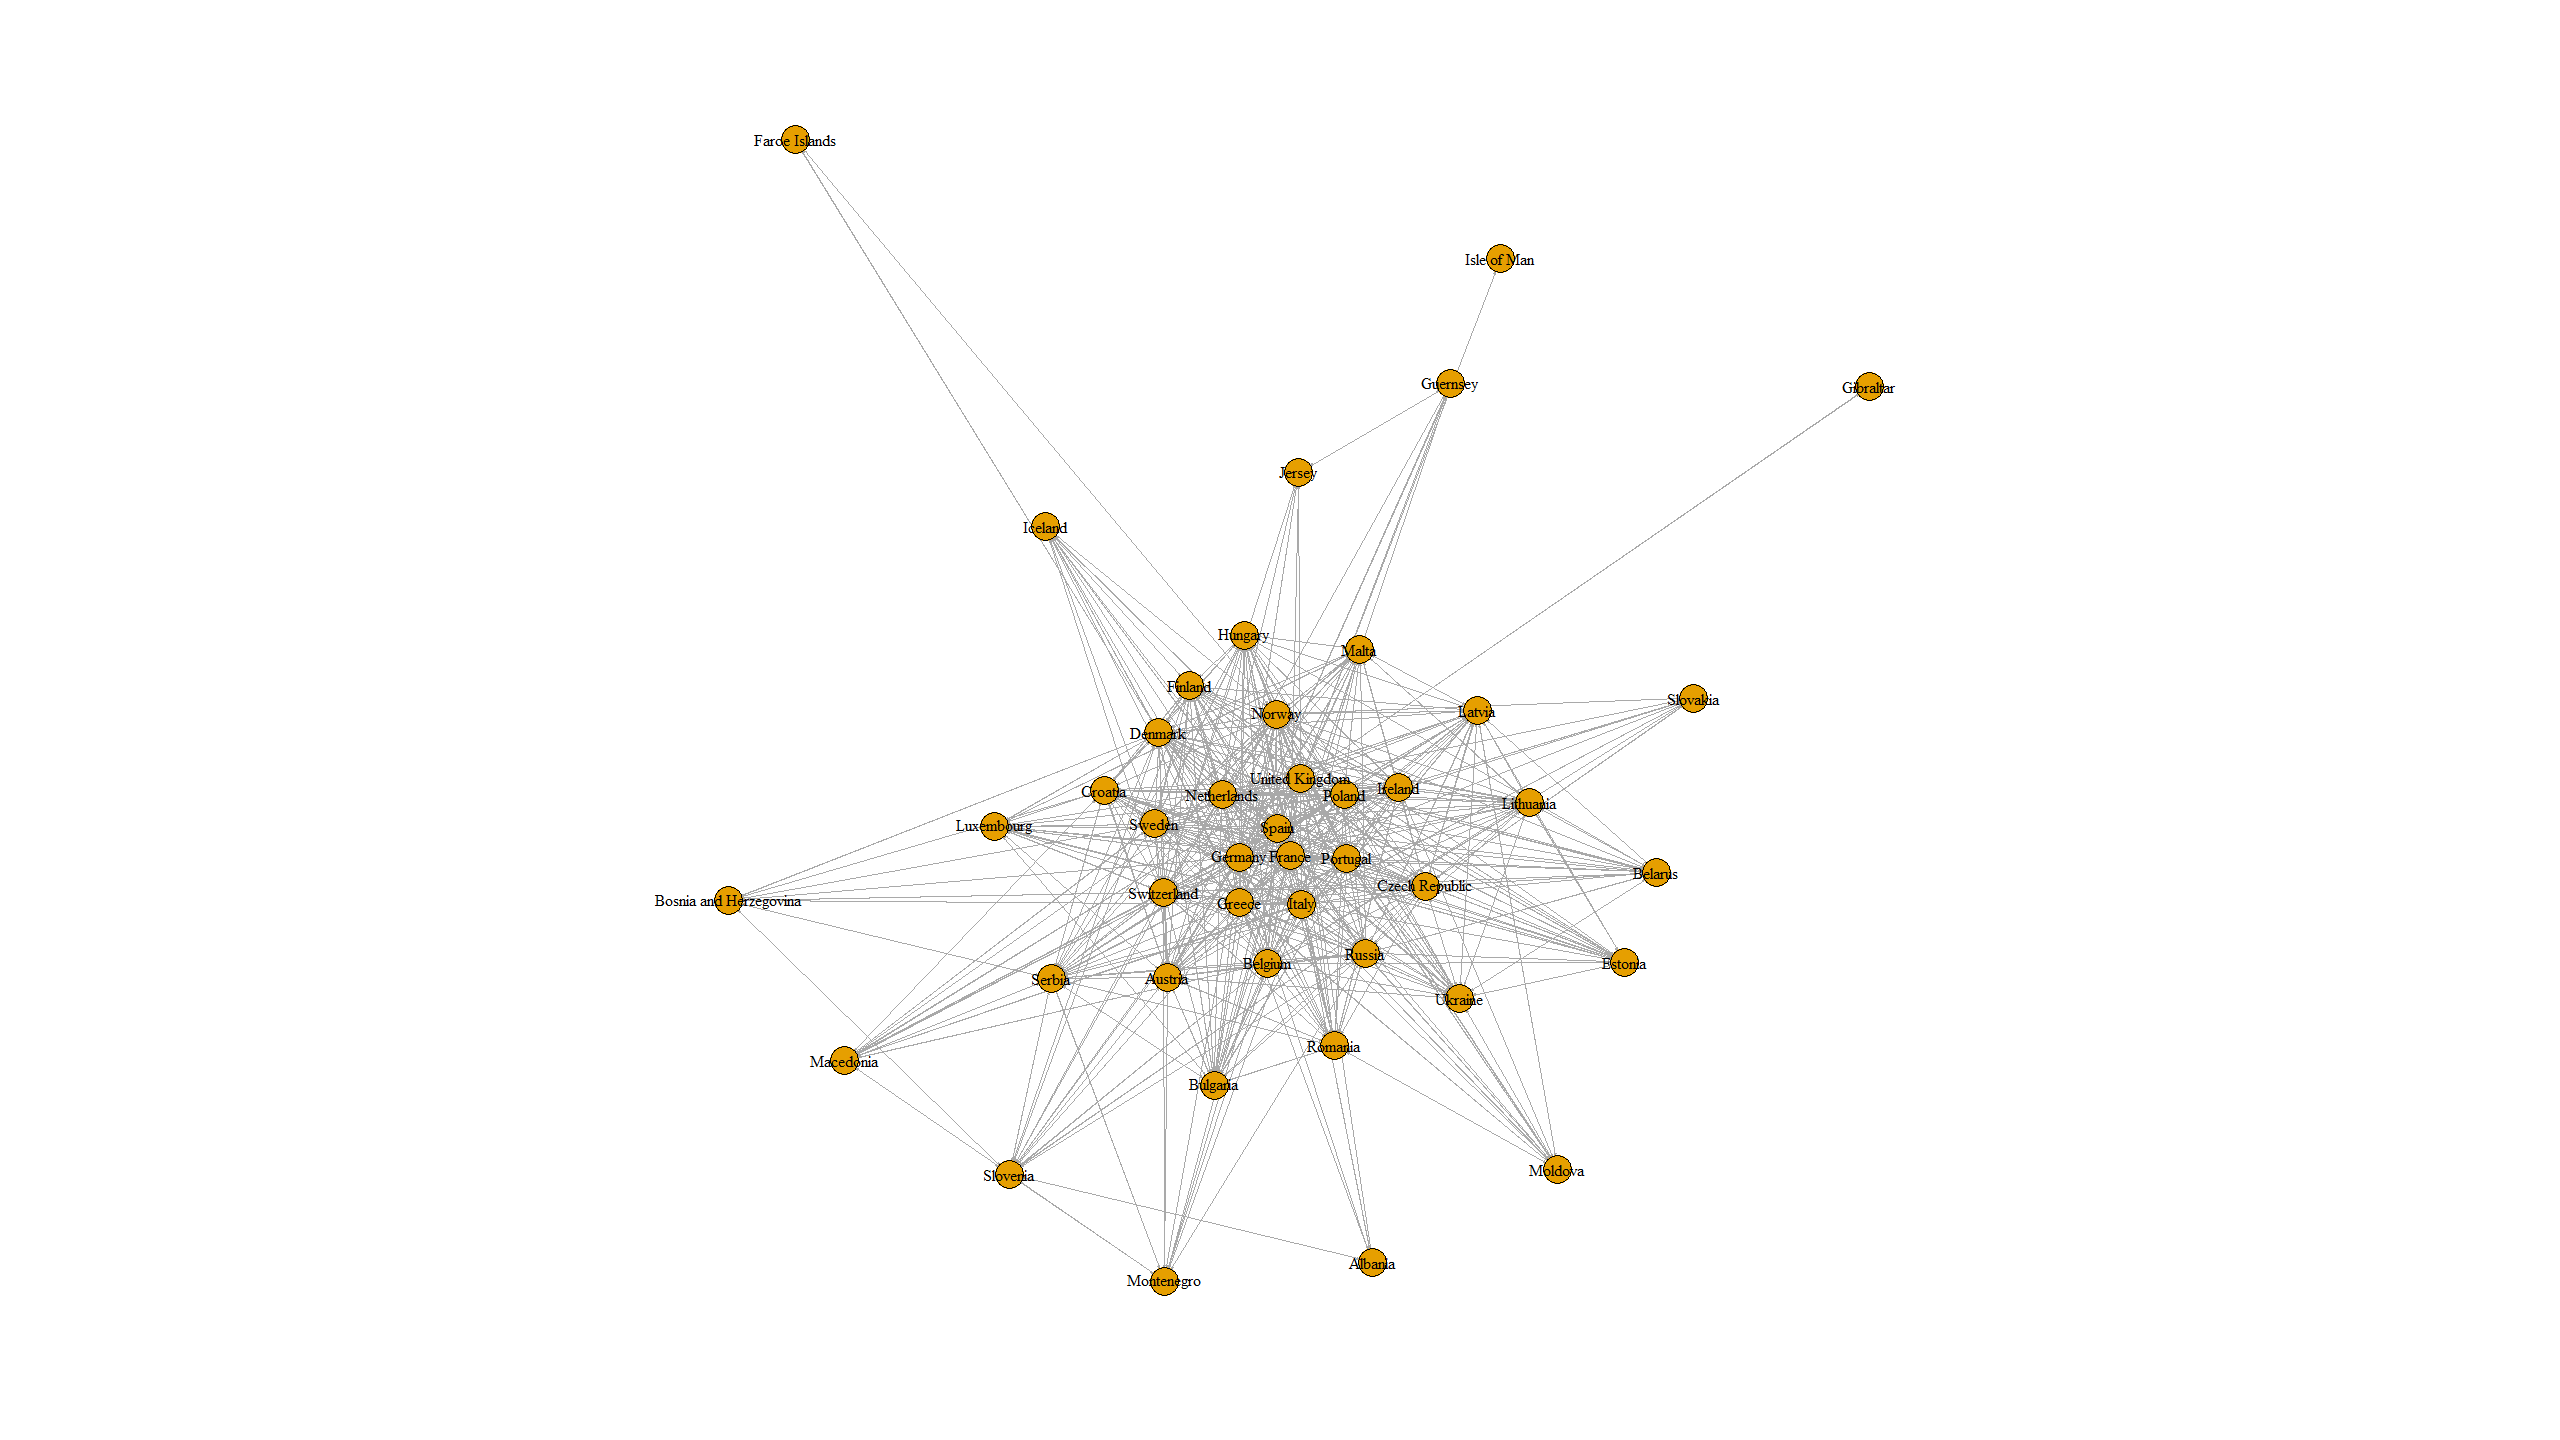 Faroe Islands
Isle of Man
Guernsey
Gibraltar
Jersey
Iceland
Hungary
Malta
Finland
Norway
Latvia
Slovakia
Denmark
United Kingdom
Croatia
Netherlands
Poland
Ireland
Lithuania
Luxembourg
Sweden
Spain
Germany
France
Portugal
Belarus
Czech Republic
Switzerland
Bosnia and Herzegovina
Greece
Italy
Russia
Belgium
Estonia
Serbia
Austria
Ukraine
Romania
Macedonia
Bulgaria
Moldova
Slovenia
Albania
Montenegro